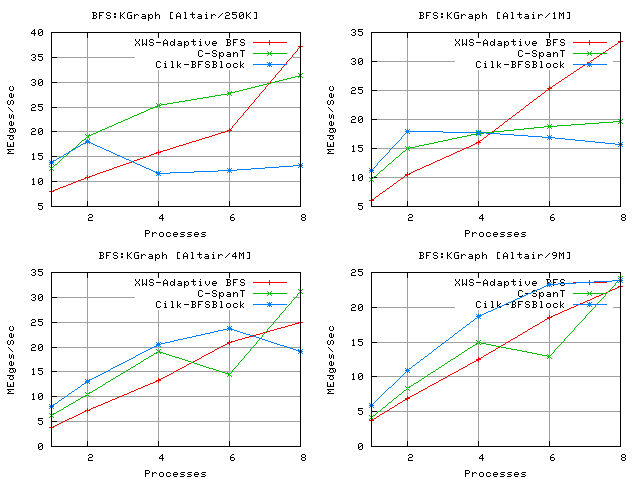 BFS:KGraph [Altair/250K]
40
35
30
25
20
15
10
5
MEdges/Sec
XWS-Adaptive BFS
C-SpanT
Cilk-BFSBlock
2 4 6 8
Processes
BFS:KGraph [Altair/1M]
35
30
25
20
15
10
5
MEdges/Sec
XWS-Adaptive BFS
C-SpanT
Cilk-BFSBlock
2 4 6 8
Processes
BFS:KGraph [Altair/4M]
35
30
25
20
15
10
5
0
MEdges/Sec
XWS-Adaptive BFS
C-SpanT
Cilk-BFSBlock
2 4 6 8
Processes
BFS:KGraph [Altair/9M]
25
20
15
10
5
0
MEdges/Sec
XWS-Adaptive BFS
C-SpanT
Cilk-BFSBlock
2 4 6 8
Processes